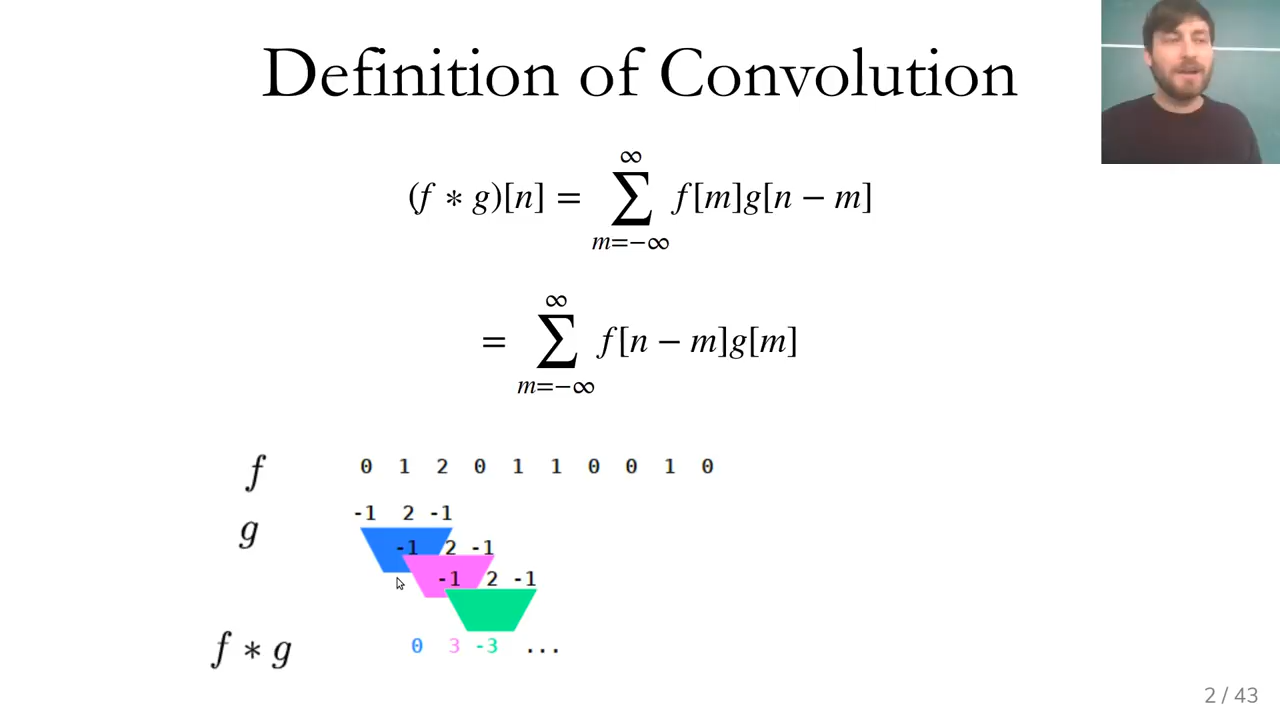 Definition of Convolution
(f ∗ g)[n] = ∞∑m=−∞ f[m]g[n − m]
= ∞∑m=−∞ f[n − m]g[m]
f 0 1 2 0 1 1 0 0 1 0
g -1 2 -1
-1 2 -1
-1 2 -1
f ∗ g 0 3 -3 ...
2 / 43